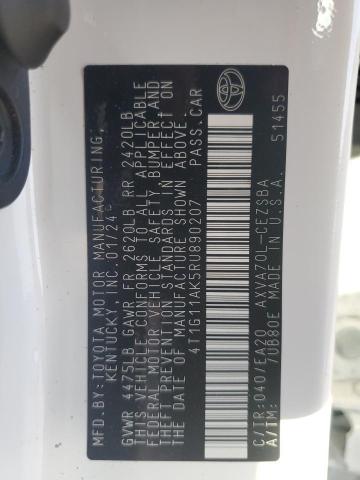 MFD. BY: TOYOTA MOTOR MANUFACTURING,
KENTUCKY, INC. 01/24
GVWR 4475LB GAWR FR 2620LB RR 2420LB
THIS VEHICLE CONFORMS TO ALL APPLICABLE
FEDERAL MOTOR VEHICLE SAFETY, BUMPER AND
THEFT PREVENTION STANDARDS IN EFFECT ON
THE DATE OF MANUFACTURE SHOWN ABOVE.
4T1G11AK5RU890207 PASS.CAR
C/TR:040/EA20 AXVA70L-CEZSBA
A/TM: 7UB80E MADE IN U.S.A.
51455
TOYOTA